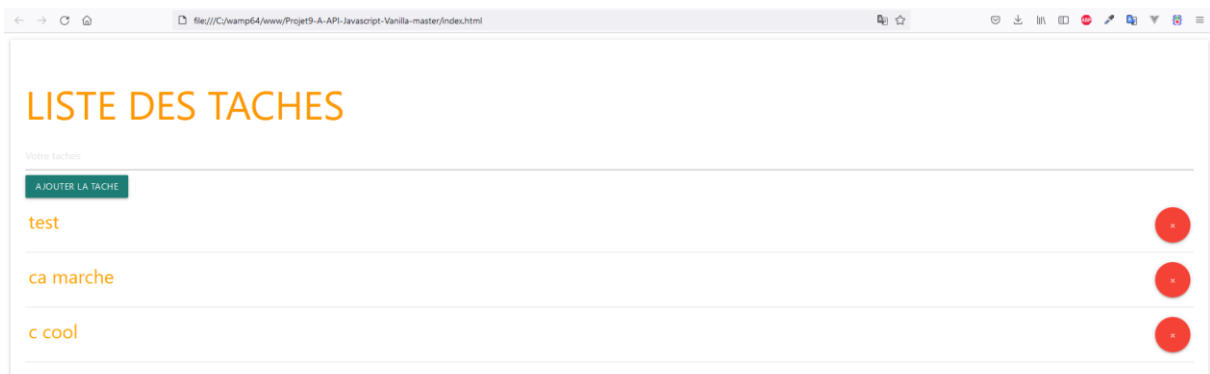 file:///C:/wamp64/www/Projet9-A-API-Javascript-Vanilla-master/index.html
LISTE DES TACHES
Votre taches
AJOUTER LA TACHE
test
×
ca marche
×
c cool
×